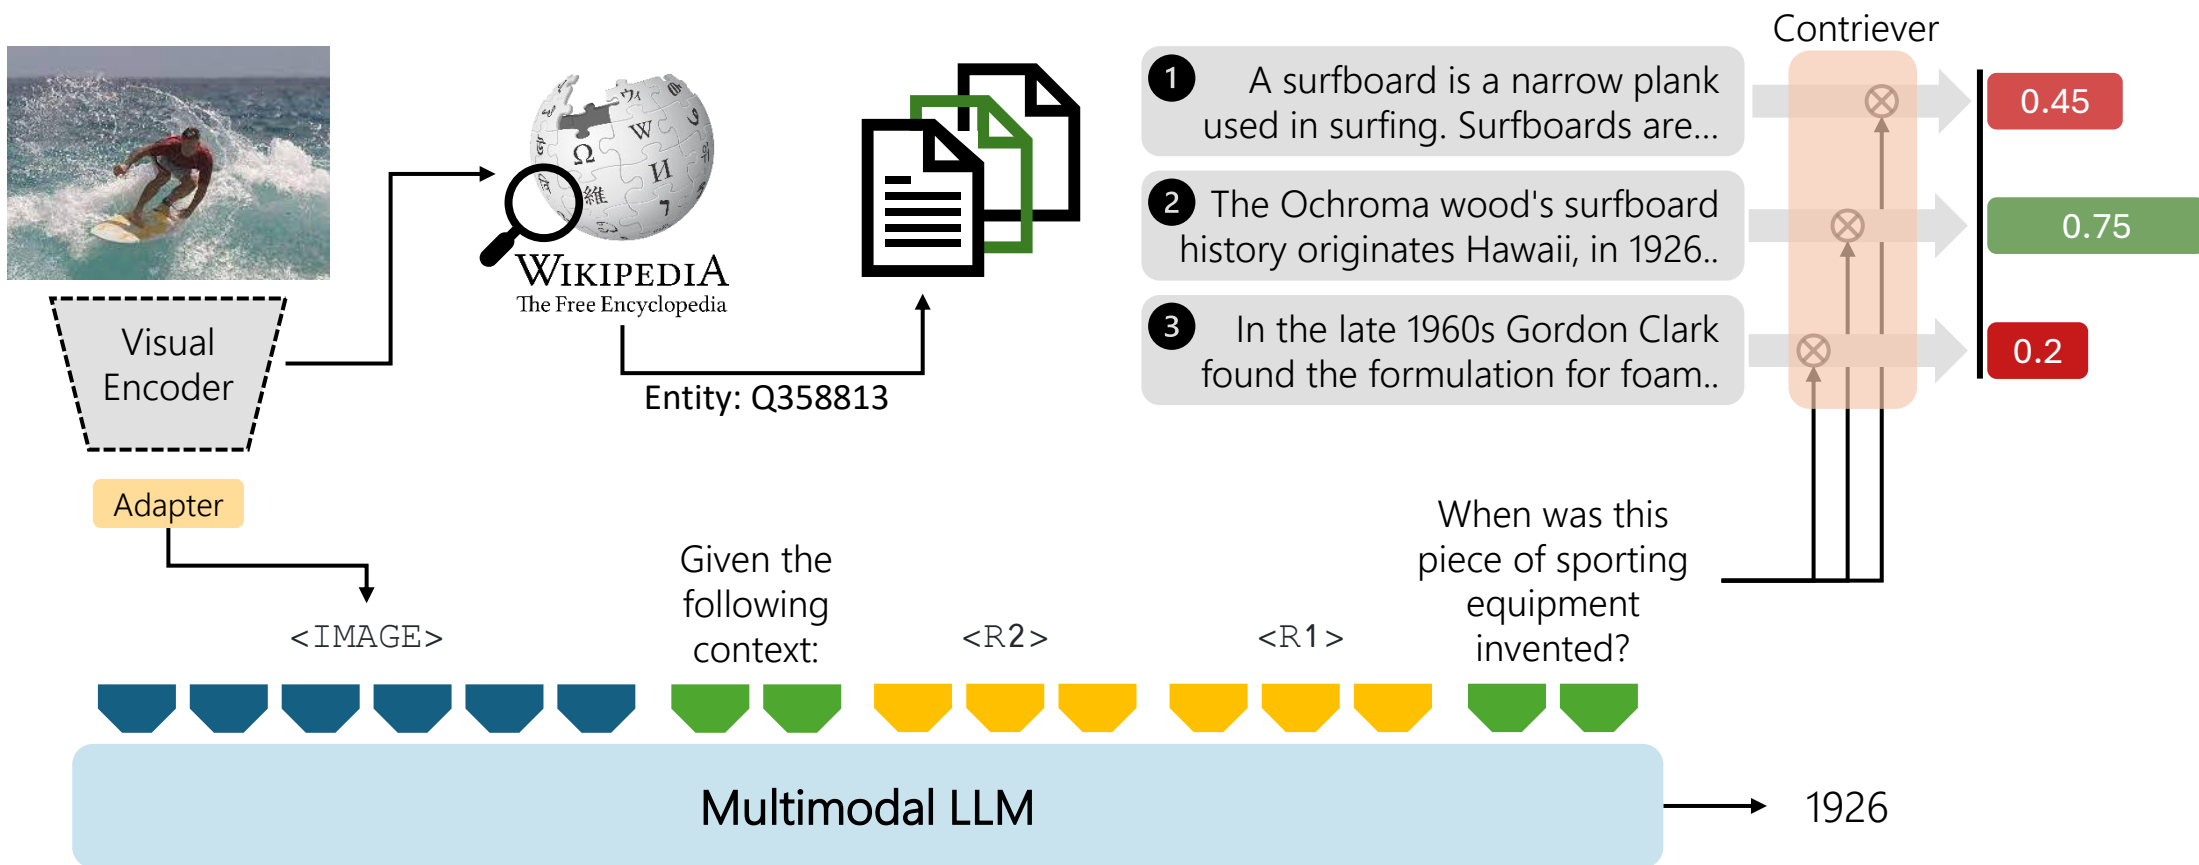 Contriever
1 A surfboard is a narrow plank
used in surfing. Surfboards are...
0.45
2 The Ochroma wood's surfboard
history originates Hawaii, in 1926..
0.75
3 In the late 1960s Gordon Clark
found the formulation for foam..
0.2
Ω
W
И
維
WIKIPEDIA
The Free Encyclopedia
Entity: Q358813
Visual
Encoder
Adapter
<IMAGE>
Given the
following
context:
<R2>
<R1>
When was this
piece of sporting
equipment
invented?
Multimodal LLM
1926